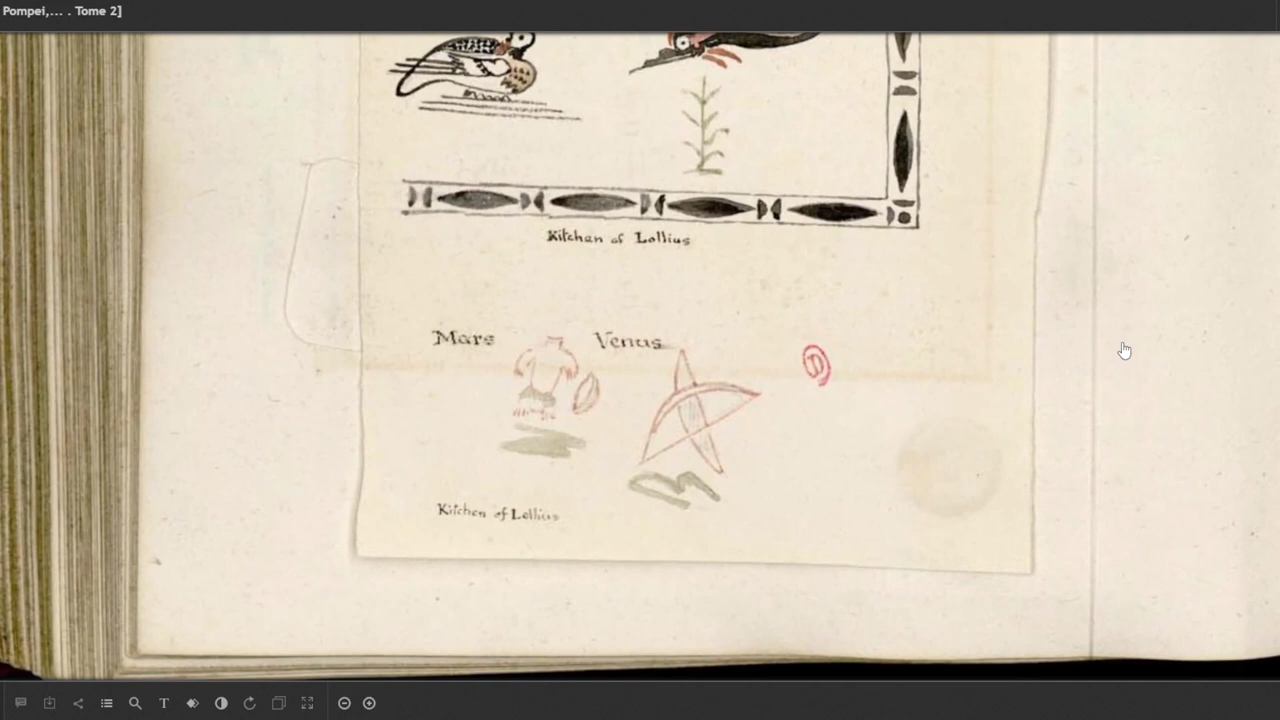 Pompei,... . Tome 2]
Kitchen of Lollius
Mars Venus
Kitchen of Lollius